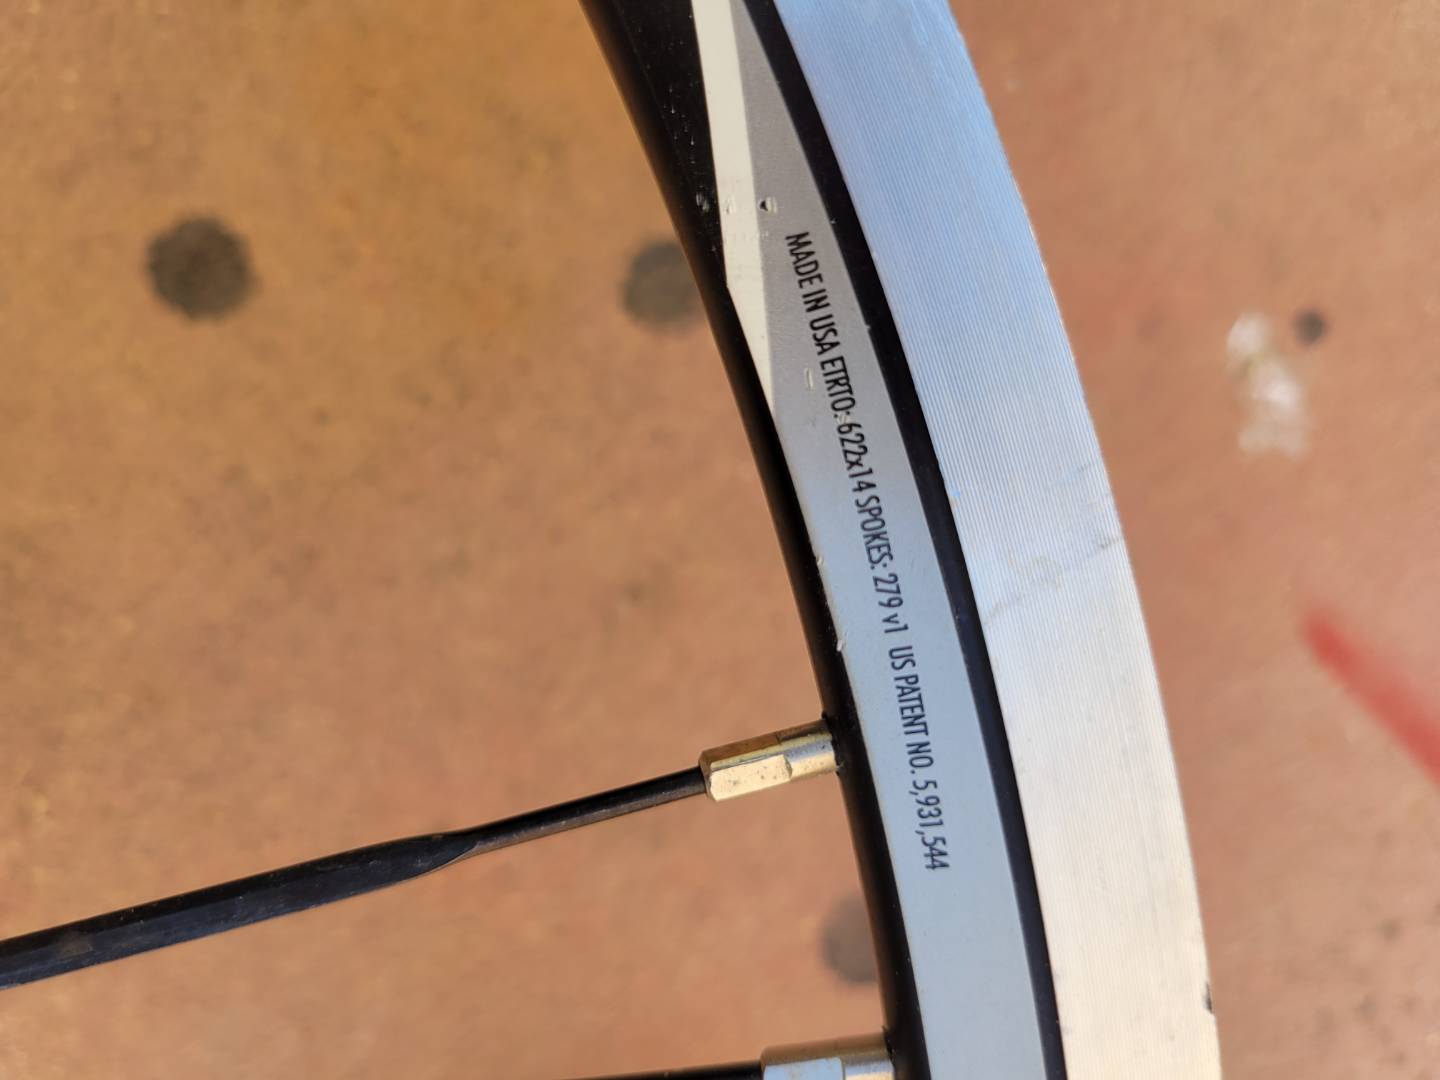 MADE IN USA ETRTO: 622x14 SPOKES: 279 v1 US PATENT NO. 5,931,544